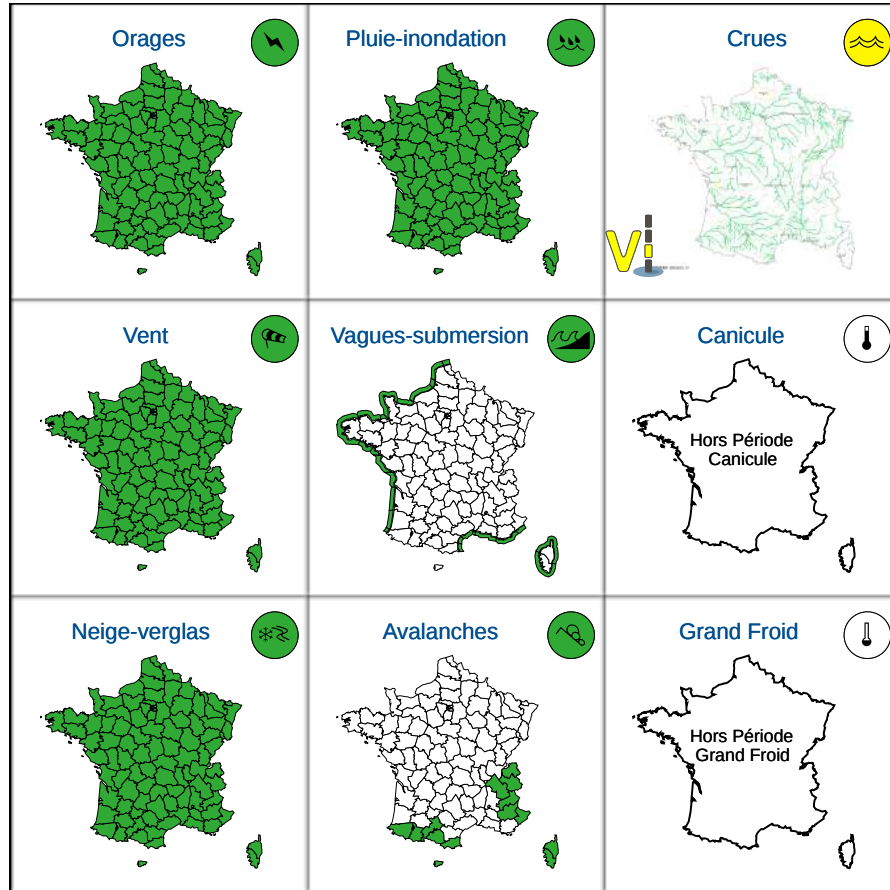 Orages
Pluie-inondation
Crues
Vi
Vent
Vagues-submersion
Canicule
Hors Période
Canicule
Neige-verglas
Avalanches
Grand Froid
Hors Période
Grand Froid